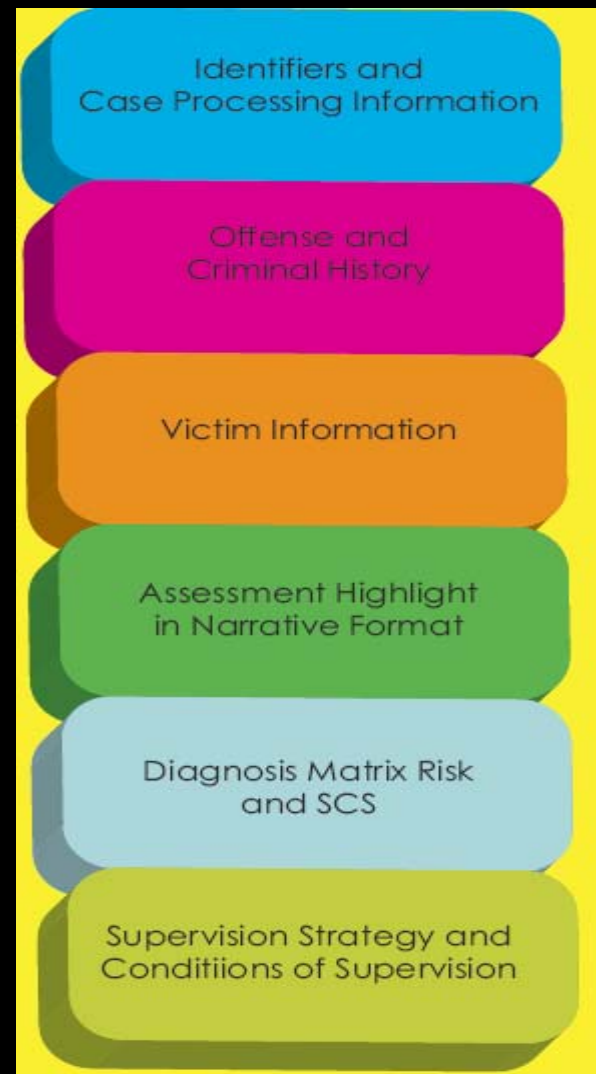 Identifiers and
Case Processing Information
Offense and
Criminal History
Victim Information
Assessment Highlight
in Narrative Format
Diagnosis Matrix Risk
and SCS
Supervision Strategy and
Conditiions of Supervision